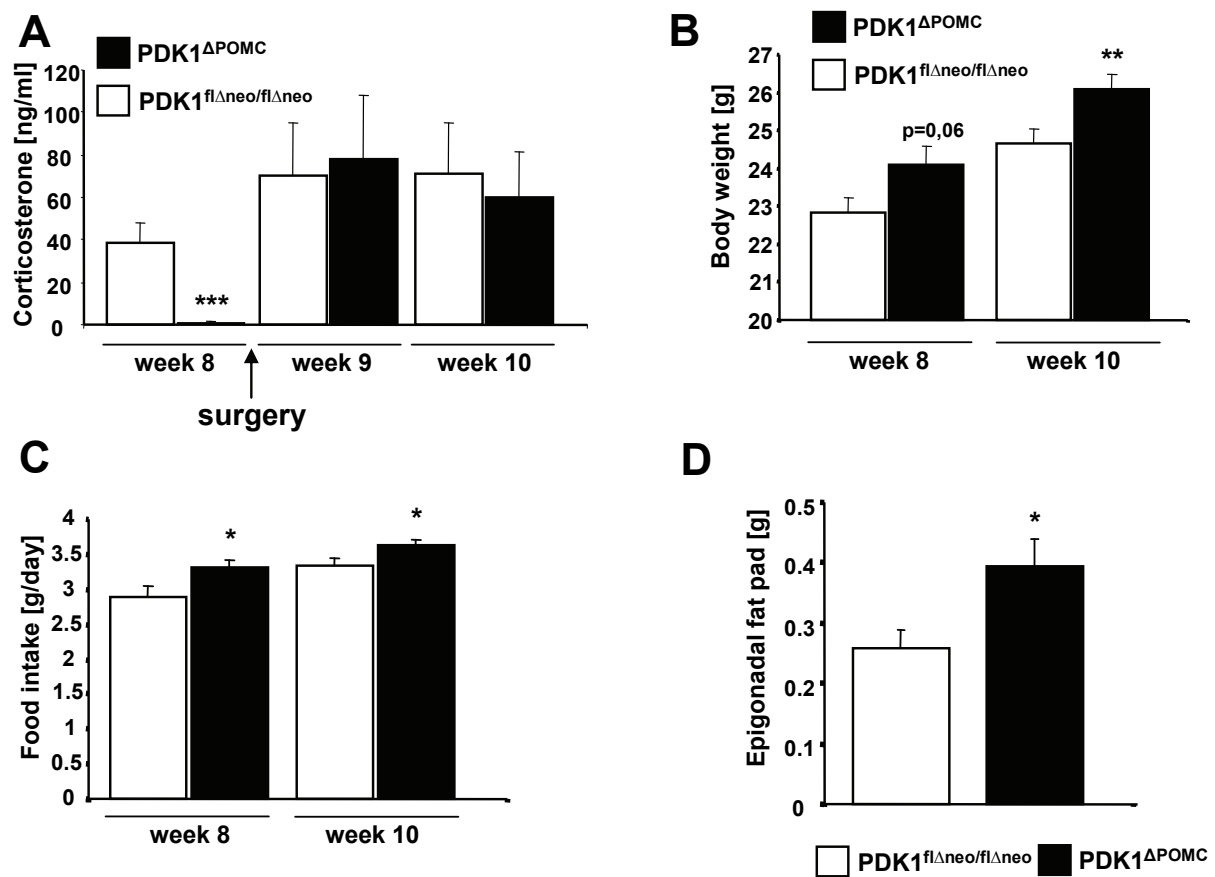 A
PDK1ΔPOMC
PDK1flΔneo/flΔneo
Corticosterone [ng/ml]
120
100
80
60
40
20
0
***
week 8
week 9
week 10
surgery
B
PDK1ΔPOMC
PDK1flΔneo/flΔneo
Body weight [g]
27
26
25
24
23
22
21
20
p=0,06
**
week 8
week 10
C
Food intake [g/day]
4
3.5
3
2.5
2
1.5
1
0.5
0
*
*
week 8
week 10
D
Epigonadal fat pad [g]
0.5
0.4
0.3
0.2
0.1
0
*
PDK1flΔneo/flΔneo PDK1ΔPOMC